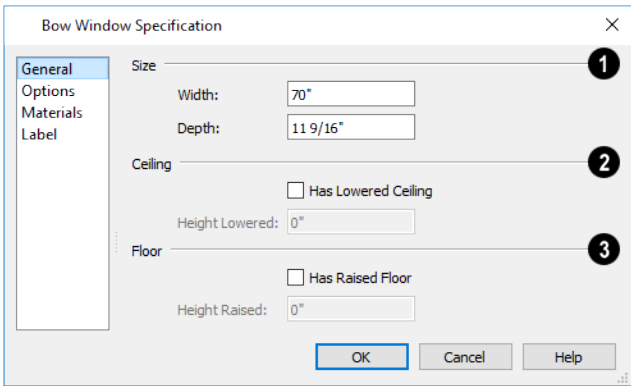 Bow Window Specification
General
Options
Materials
Label
Size
1
Width: 70"
Depth: 11 9/16"
Ceiling
2
Has Lowered Ceiling
Height Lowered: 0"
Floor
3
Has Raised Floor
Height Raised: 0"
OK Cancel Help